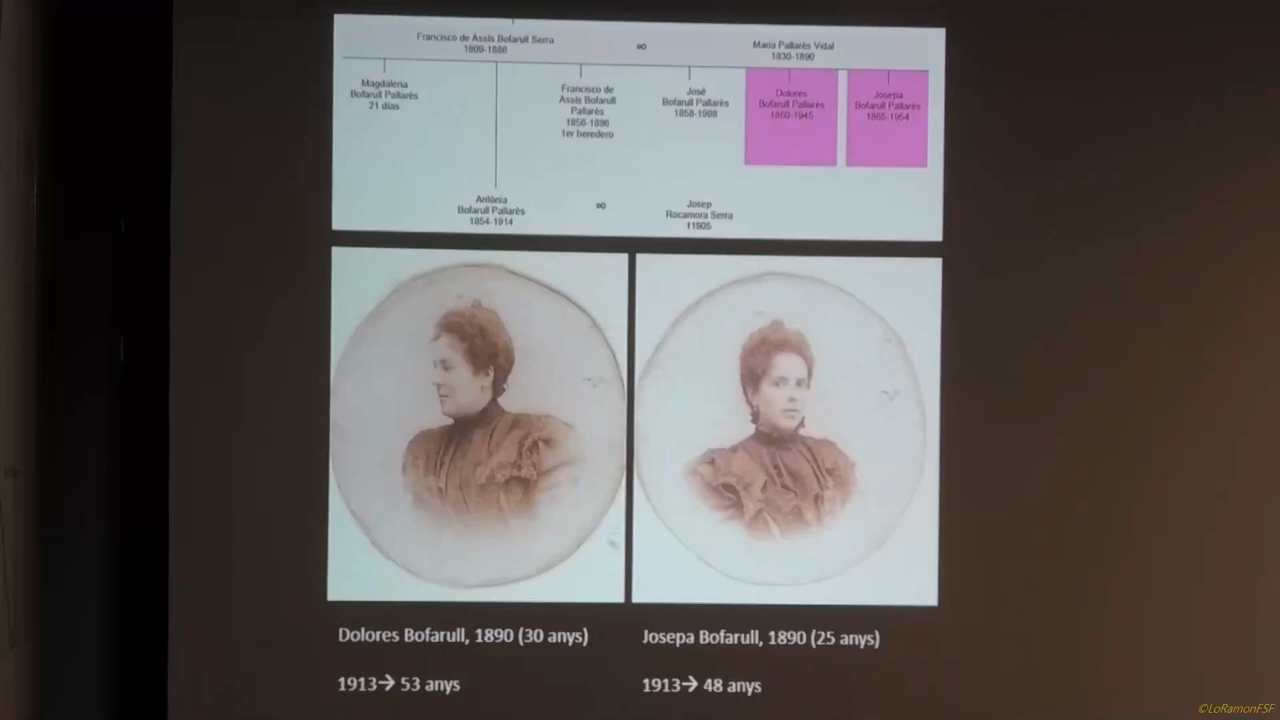 Francisco de Assis Bofarull Serra
1809-1888
∞
Maria Pallarès Vidal
1830-1890
Magdalena
Bofarull Pallarès
21 dias
Francisco de
Assis Bofarull
Pallarès
1856-1896
1er heredero
José
Bofarull Pallarès
1858-1908
Dolores
Bofarull Pallarès
1860-1945
Josepa
Bofarull Pallarès
1865-1954
Antònia
Bofarull Pallarès
1854-1914
∞
Josep
Rocamora Serra
†1905
Dolores Bofarull, 1890 (30 anys)
1913→ 53 anys
Josepa Bofarull, 1890 (25 anys)
1913→ 48 anys
©LoRamonFSF